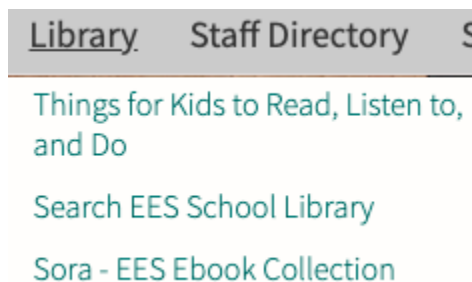 Library Staff Directory
Things for Kids to Read, Listen to,
and Do
Search EES School Library
Sora - EES Ebook Collection